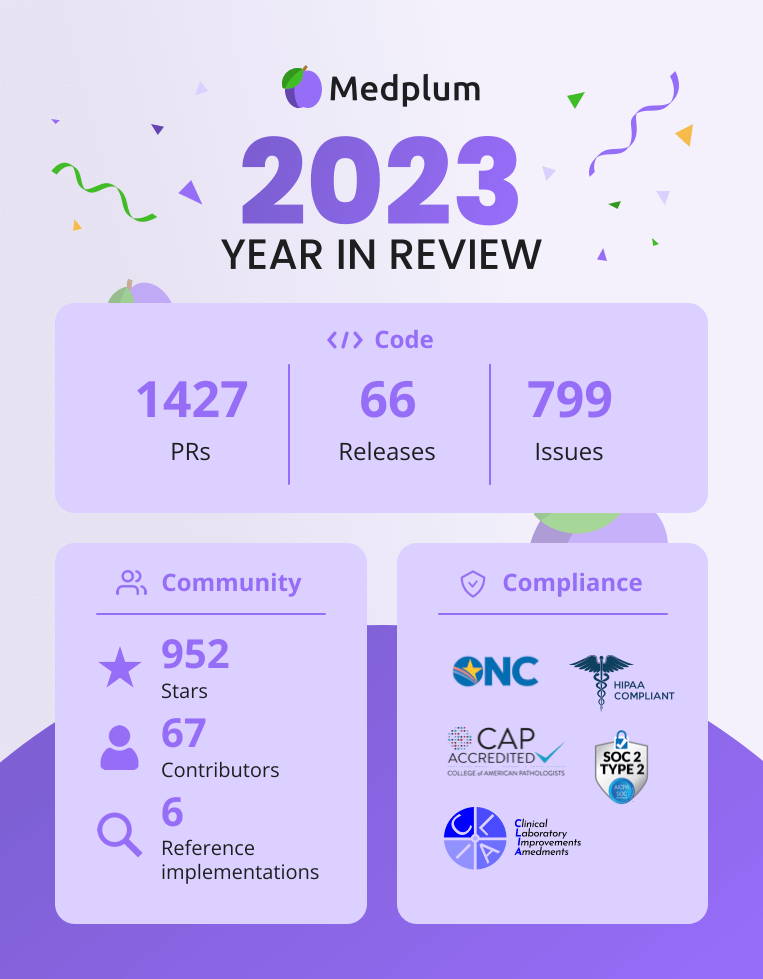 Medplum
2023
YEAR IN REVIEW
Code
1427
PRs
66
Releases
799
Issues
Community
952
Stars
67
Contributors
6
Reference
implementations
Compliance
ONC
HIPAA
COMPLIANT
CAP
ACCREDITED
COLLEGE of AMERICAN PATHOLOGISTS
SOC 2
TYPE 2
AICPA
SOC
CLIA
Clinical
Laboratory
Improvements
Amedments